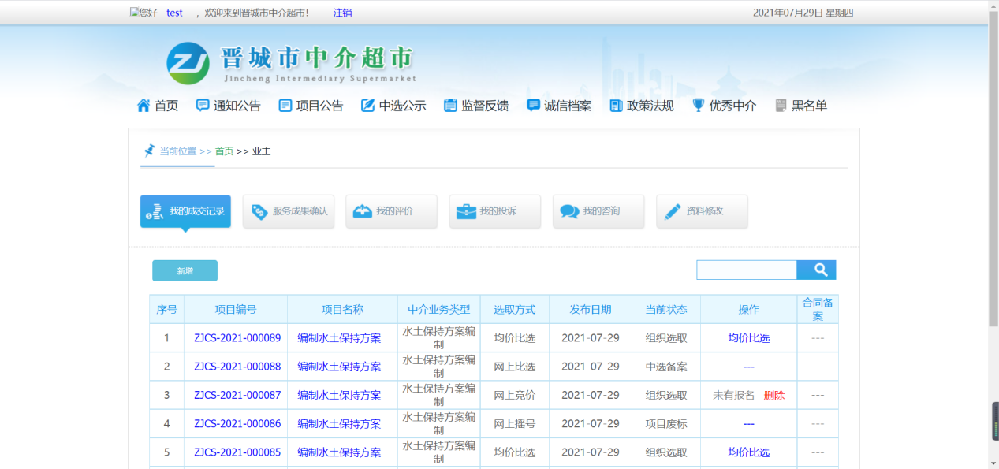 您好 test ，欢迎来到晋城市中介超市! 注销 2021年07月29日 星期四
ZJ 晋城市中介超市
Jincheng Intermediary Supermarket
首页 通知公告 项目公告 中选公示 监督反馈 诚信档案 政策法规 优秀中介 黑名单
当前位置 >> 首页 >> 业主
我的成交记录 服务成果确认 我的评价 我的投诉 我的咨询 资料修改
新增
序号 项目编号 项目名称 中介业务类型 选取方式 发布日期 当前状态 操作 合同备
案
1 ZJCS-2021-000089 编制水土保持方案 水土保持方案编 均价比选 2021-07-29 组织选取 均价比选 ---
制
2 ZJCS-2021-000088 编制水土保持方案 水土保持方案编 网上比选 2021-07-29 中选备案 --- ---
制
3 ZJCS-2021-000087 编制水土保持方案 水土保持方案编 网上竞价 2021-07-29 组织选取 未有报名 删除 ---
制
4 ZJCS-2021-000086 编制水土保持方案 水土保持方案编 网上摇号 2021-07-29 项目废标 --- ---
制
5 ZJCS-2021-000085 编制水土保持方案 水土保持方案编 均价比选 2021-07-29 组织选取 均价比选 ---
制